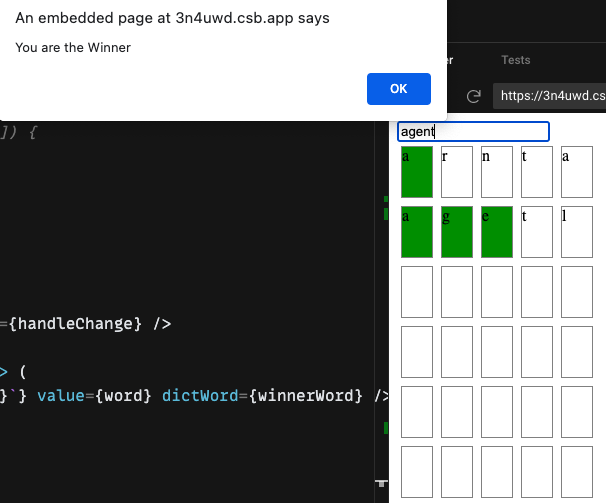 An embedded page at 3n4uwd.csb.app says
You are the Winner
OK
er Tests
https://3n4uwd.cs
]) {
agent
a r n t a
a g e t l
={handleChange} />
> (
}`} value={word} dictWord={winnerWord} />